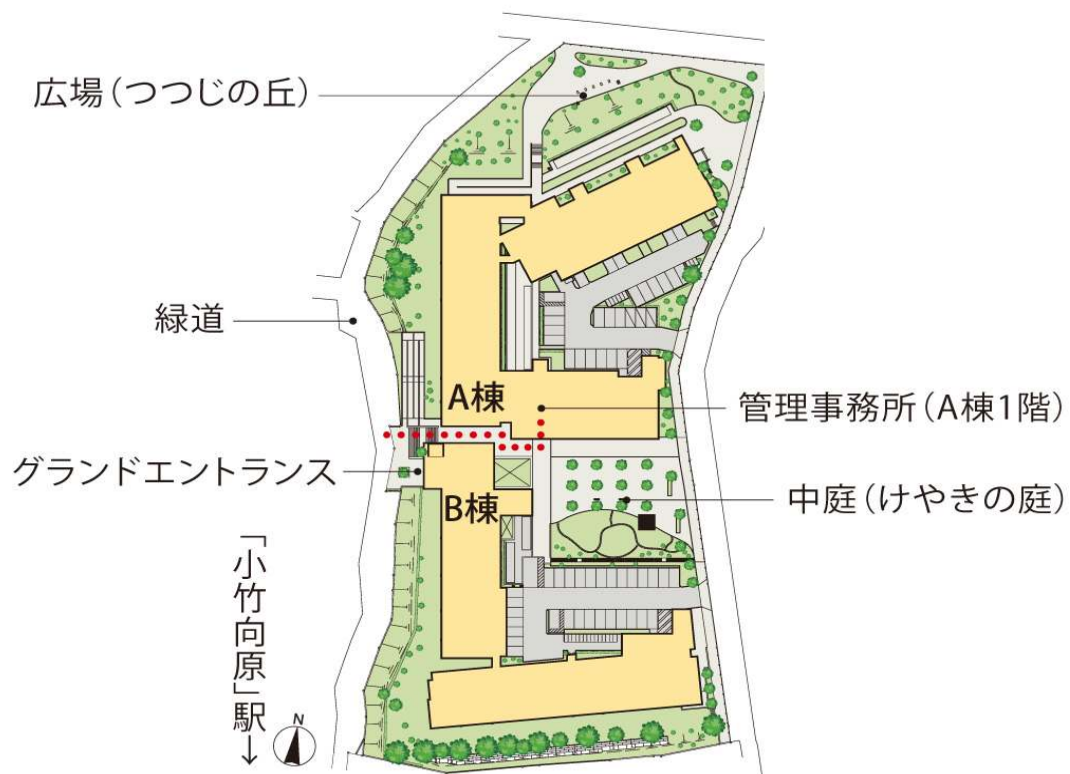 広場(つつじの丘)
緑道
A棟
管理事務所(A棟1階)
グランドエントランス
B棟
中庭(けやきの庭)
「小竹向原」駅↓
N